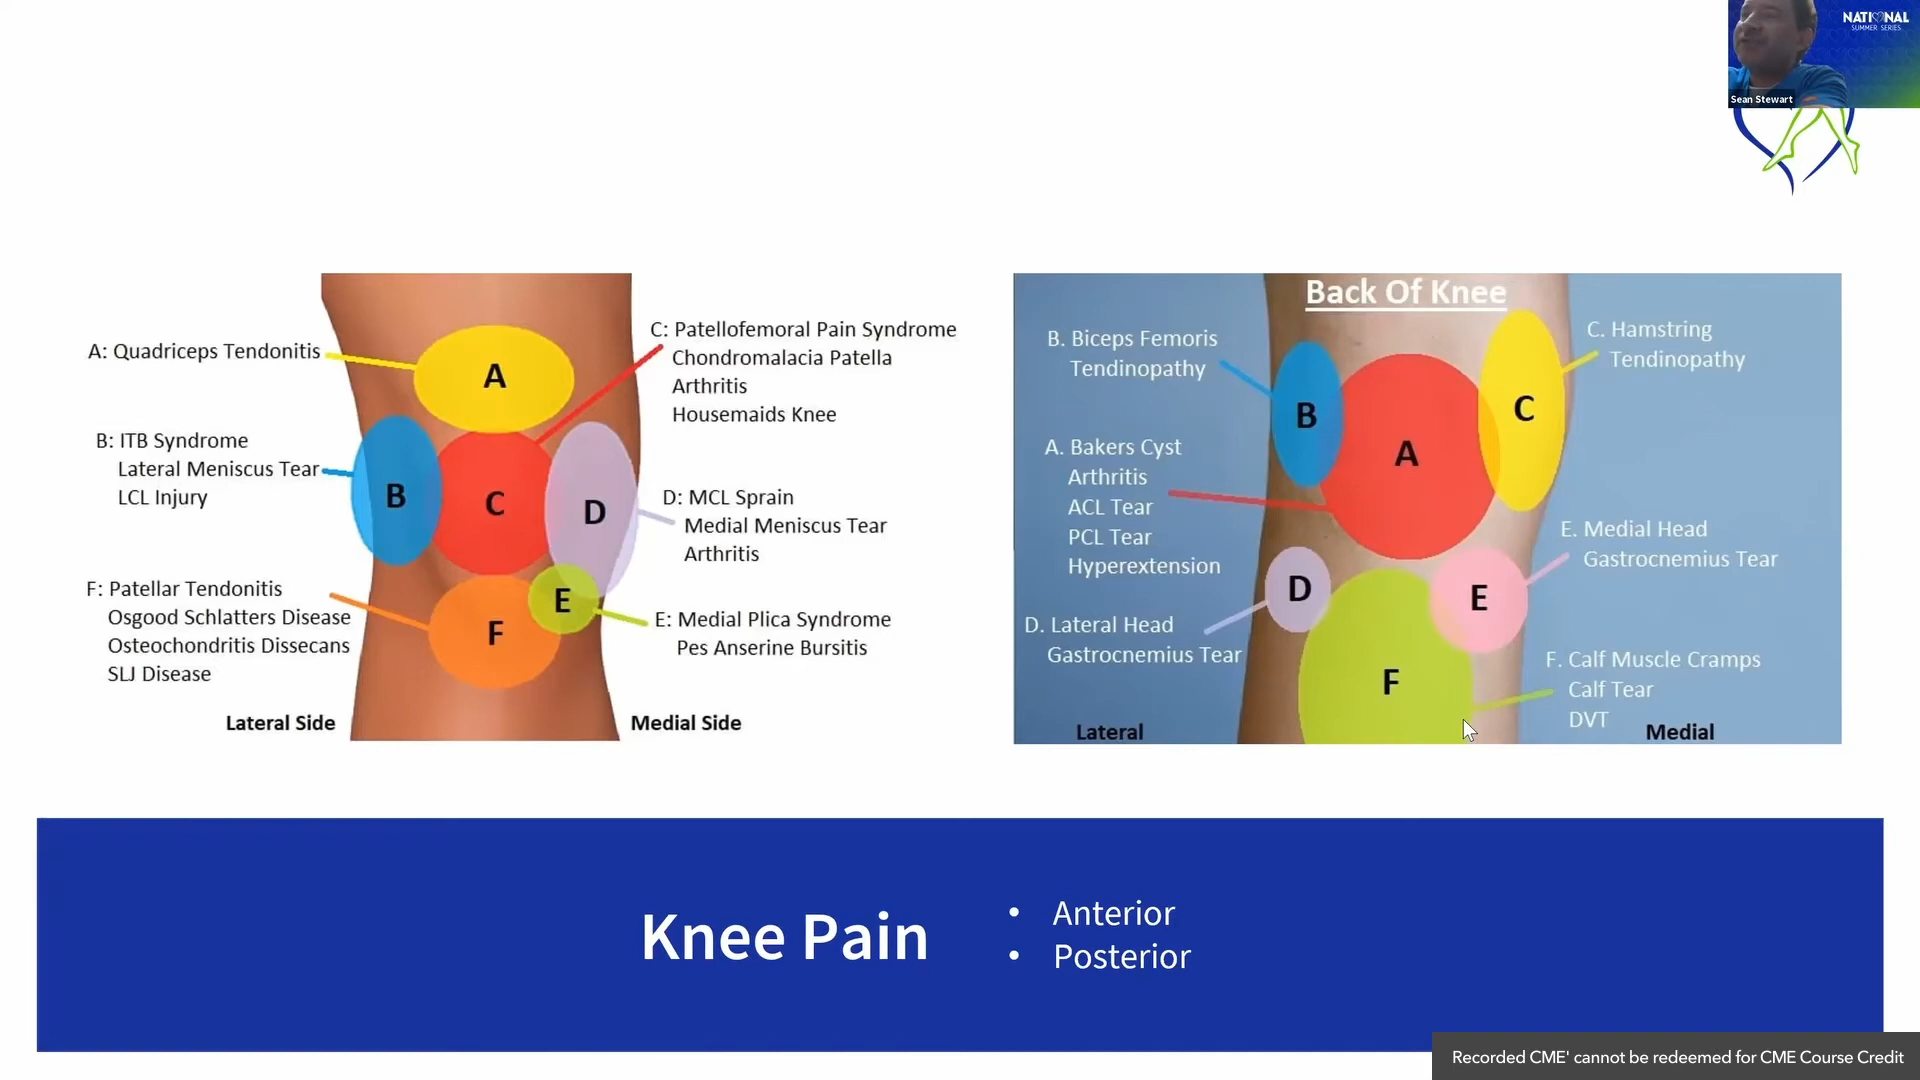 NATIONAL
SUMMER SERIES
Sean Stewart
A: Quadriceps Tendonitis
B: ITB Syndrome
Lateral Meniscus Tear
LCL Injury
F: Patellar Tendonitis
Osgood Schlatters Disease
Osteochondritis Dissecans
SLJ Disease
Lateral Side
A
B
C
D
E
F
C: Patellofemoral Pain Syndrome
Chondromalacia Patella
Arthritis
Housemaids Knee
D: MCL Sprain
Medial Meniscus Tear
Arthritis
E: Medial Plica Syndrome
Pes Anserine Bursitis
Medial Side
Back Of Knee
B. Biceps Femoris
Tendinopathy
A. Bakers Cyst
Arthritis
ACL Tear
PCL Tear
Hyperextension
D. Lateral Head
Gastrocnemius Tear
Lateral
B
A
C
D
E
F
C. Hamstring
Tendinopathy
E. Medial Head
Gastrocnemius Tear
F. Calf Muscle Cramps
Calf Tear
DVT
Medial
Knee Pain
• Anterior
• Posterior
Recorded CME' cannot be redeemed for CME Course Credit